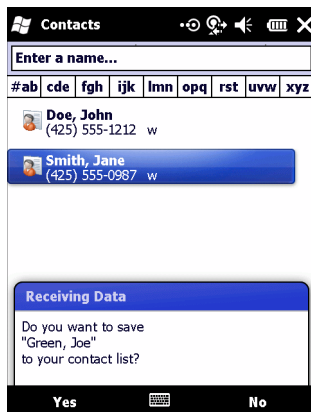 Contacts
Enter a name...
#ab cde fgh ijk lmn opq rst uvw xyz
Doe, John
(425) 555-1212 w
Smith, Jane
(425) 555-0987 w
Receiving Data
Do you want to save
"Green, Joe"
to your contact list?
Yes No